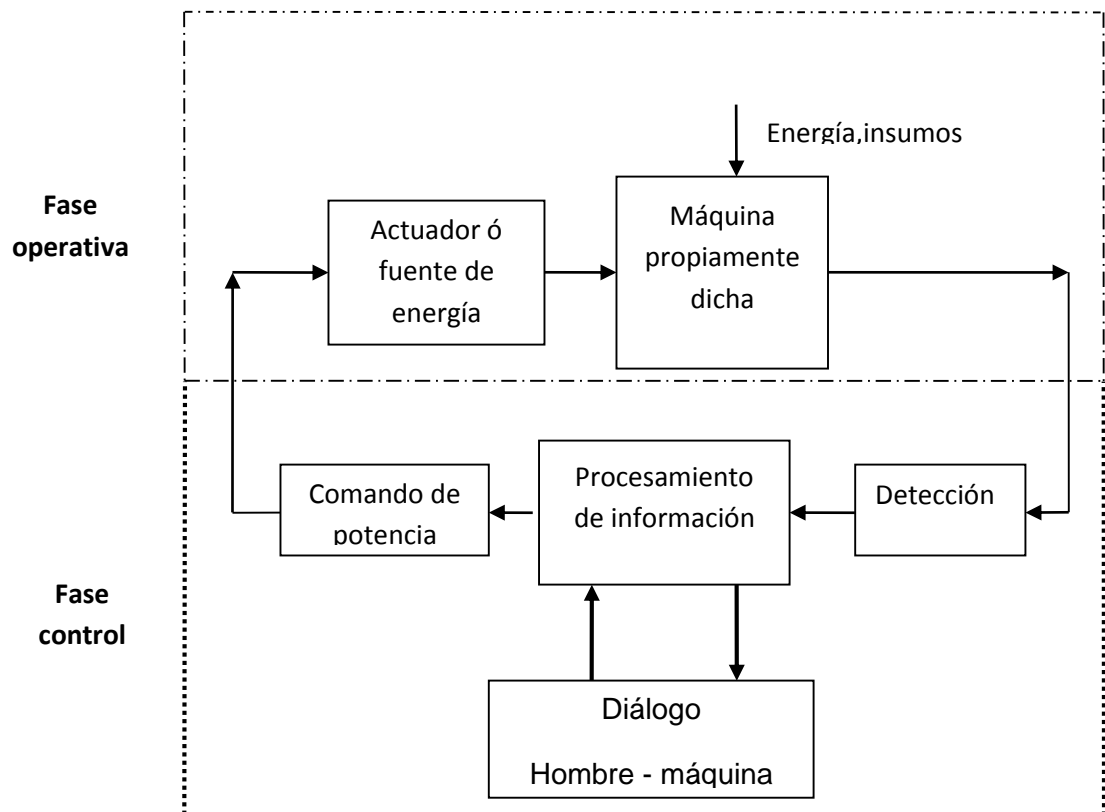 Energía,insumos
Fase
operativa
Actuador ó
fuente de
energía
Máquina
propiamente
dicha
Comando de
potencia
Procesamiento
de información
Detección
Fase
control
Diálogo
Hombre - máquina